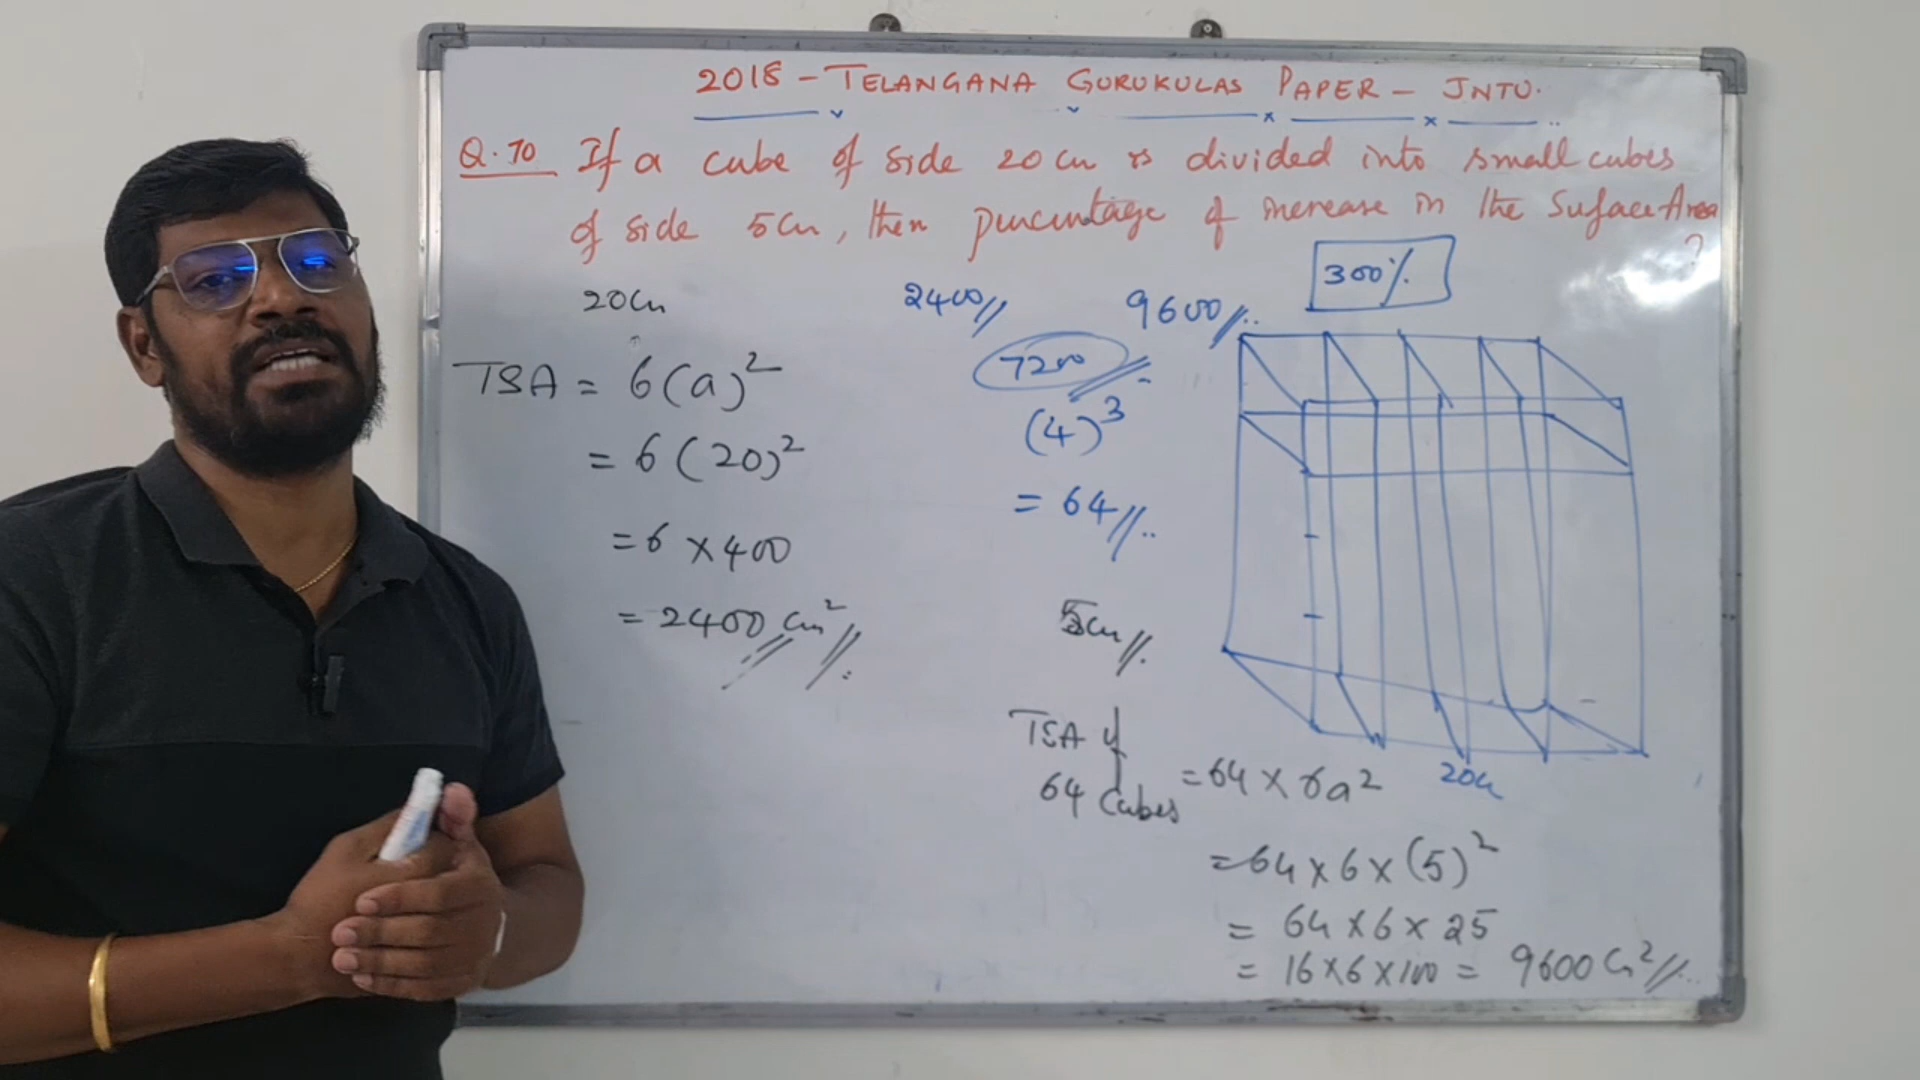 2018 - TELANGANA GURUKULAS PAPER - JNTU.
Q.70 If a cube of side 20cm is divided into small cubes
of side 5cm, then percentage of increase in the Suface Area
?
300%
20cm
2400
9600
7200
TSA = 6(a)²
= 6(20)²
= 6 x 400
= 2400 cm²
(4)³
= 64
5cm
20cm
TSA of
64 Cubes = 64 x 6a²
= 64 x 6 x (5)²
= 64 x 6 x 25
= 16 x 6 x 100 = 9600 cm²